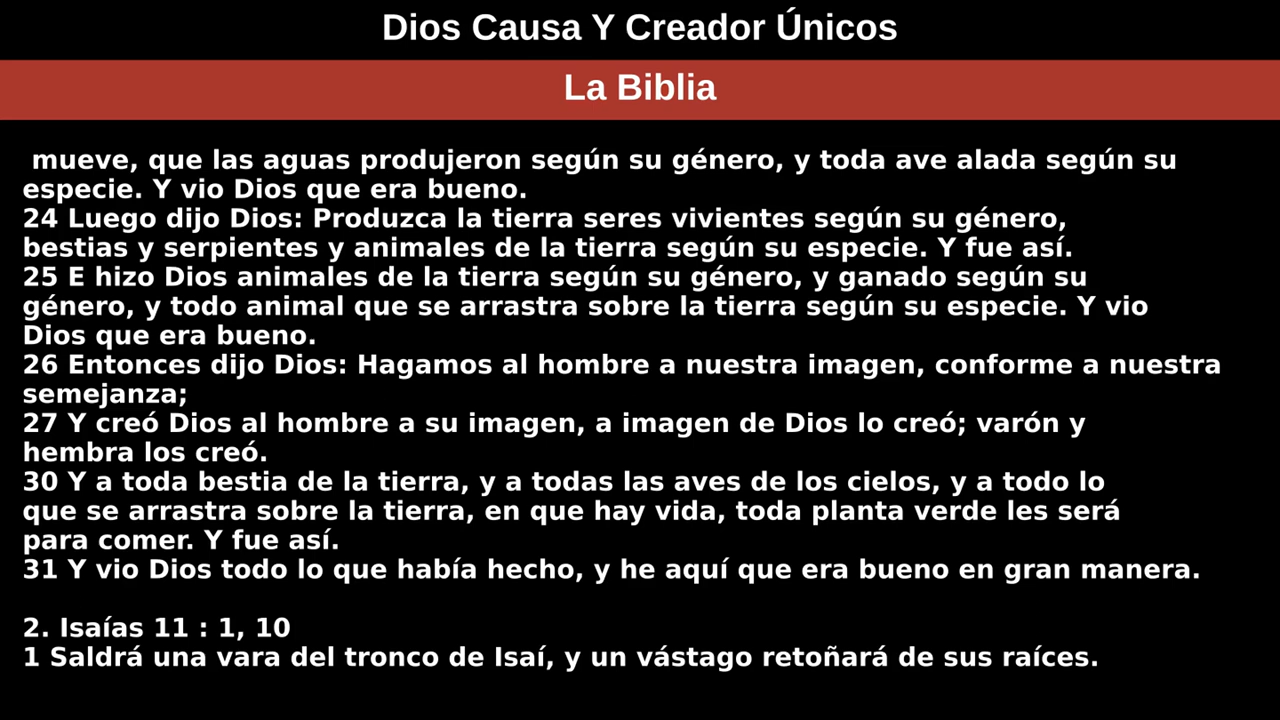 Dios Causa Y Creador Únicos
La Biblia
mueve, que las aguas produjeron según su género, y toda ave alada según su
especie. Y vio Dios que era bueno.
24 Luego dijo Dios: Produzca la tierra seres vivientes según su género,
bestias y serpientes y animales de la tierra según su especie. Y fue así.
25 E hizo Dios animales de la tierra según su género, y ganado según su
género, y todo animal que se arrastra sobre la tierra según su especie. Y vio
Dios que era bueno.
26 Entonces dijo Dios: Hagamos al hombre a nuestra imagen, conforme a nuestra
semejanza;
27 Y creó Dios al hombre a su imagen, a imagen de Dios lo creó; varón y
hembra los creó.
30 Y a toda bestia de la tierra, y a todas las aves de los cielos, y a todo lo
que se arrastra sobre la tierra, en que hay vida, toda planta verde les será
para comer. Y fue así.
31 Y vio Dios todo lo que había hecho, y he aquí que era bueno en gran manera.
2. Isaías 11 : 1, 10
1 Saldrá una vara del tronco de Isaí, y un vástago retoñará de sus raíces.